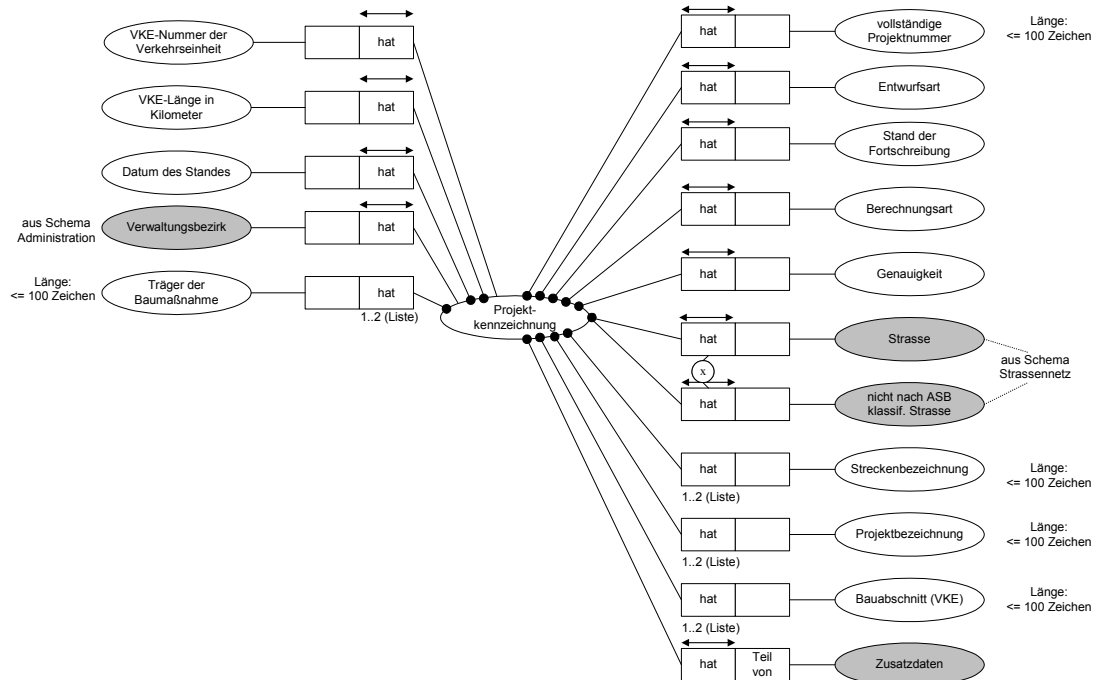 VKE-Nummer der
Verkehrseinheit
hat
VKE-Länge in
Kilometer
hat
Datum des Standes
hat
aus Schema
Administration
Verwaltungsbezirk
hat
Länge:
<= 100 Zeichen
Träger der
Baumaßnahme
hat
1..2 (Liste)
Projekt-
kennzeichnung
hat
vollständige
Projektnummer
Länge:
<= 100 Zeichen
hat
Entwurfsart
hat
Stand der
Fortschreibung
hat
Berechnungsart
hat
Genauigkeit
hat
Strasse
x
aus Schema
Strassennetz
hat
nicht nach ASB
klassif. Strasse
hat
1..2 (Liste)
Streckenbezeichnung
Länge:
<= 100 Zeichen
hat
1..2 (Liste)
Projektbezeichnung
Länge:
<= 100 Zeichen
hat
1..2 (Liste)
Bauabschnitt (VKE)
Länge:
<= 100 Zeichen
hat
Teil
von
Zusatzdaten